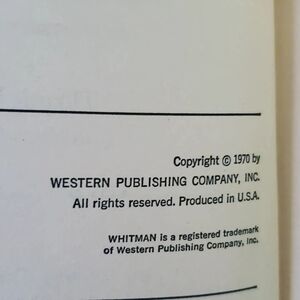 Copyright © 1970 by
WESTERN PUBLISHING COMPANY, INC.
All rights reserved. Produced in U.S.A.
WHITMAN is a registered trademark
of Western Publishing Company, Inc.